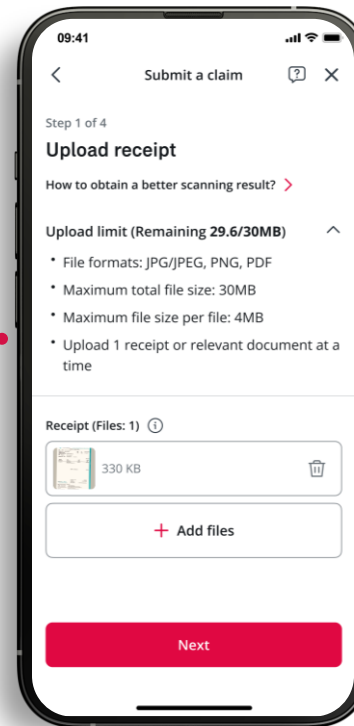 09:41
Submit a claim
Step 1 of 4
Upload receipt
How to obtain a better scanning result?
Upload limit (Remaining 29.6/30MB)
• File formats: JPG/JPEG, PNG, PDF
• Maximum total file size: 30MB
• Maximum file size per file: 4MB
• Upload 1 receipt or relevant document at a
time
Receipt (Files: 1)
330 KB
+ Add files
Next